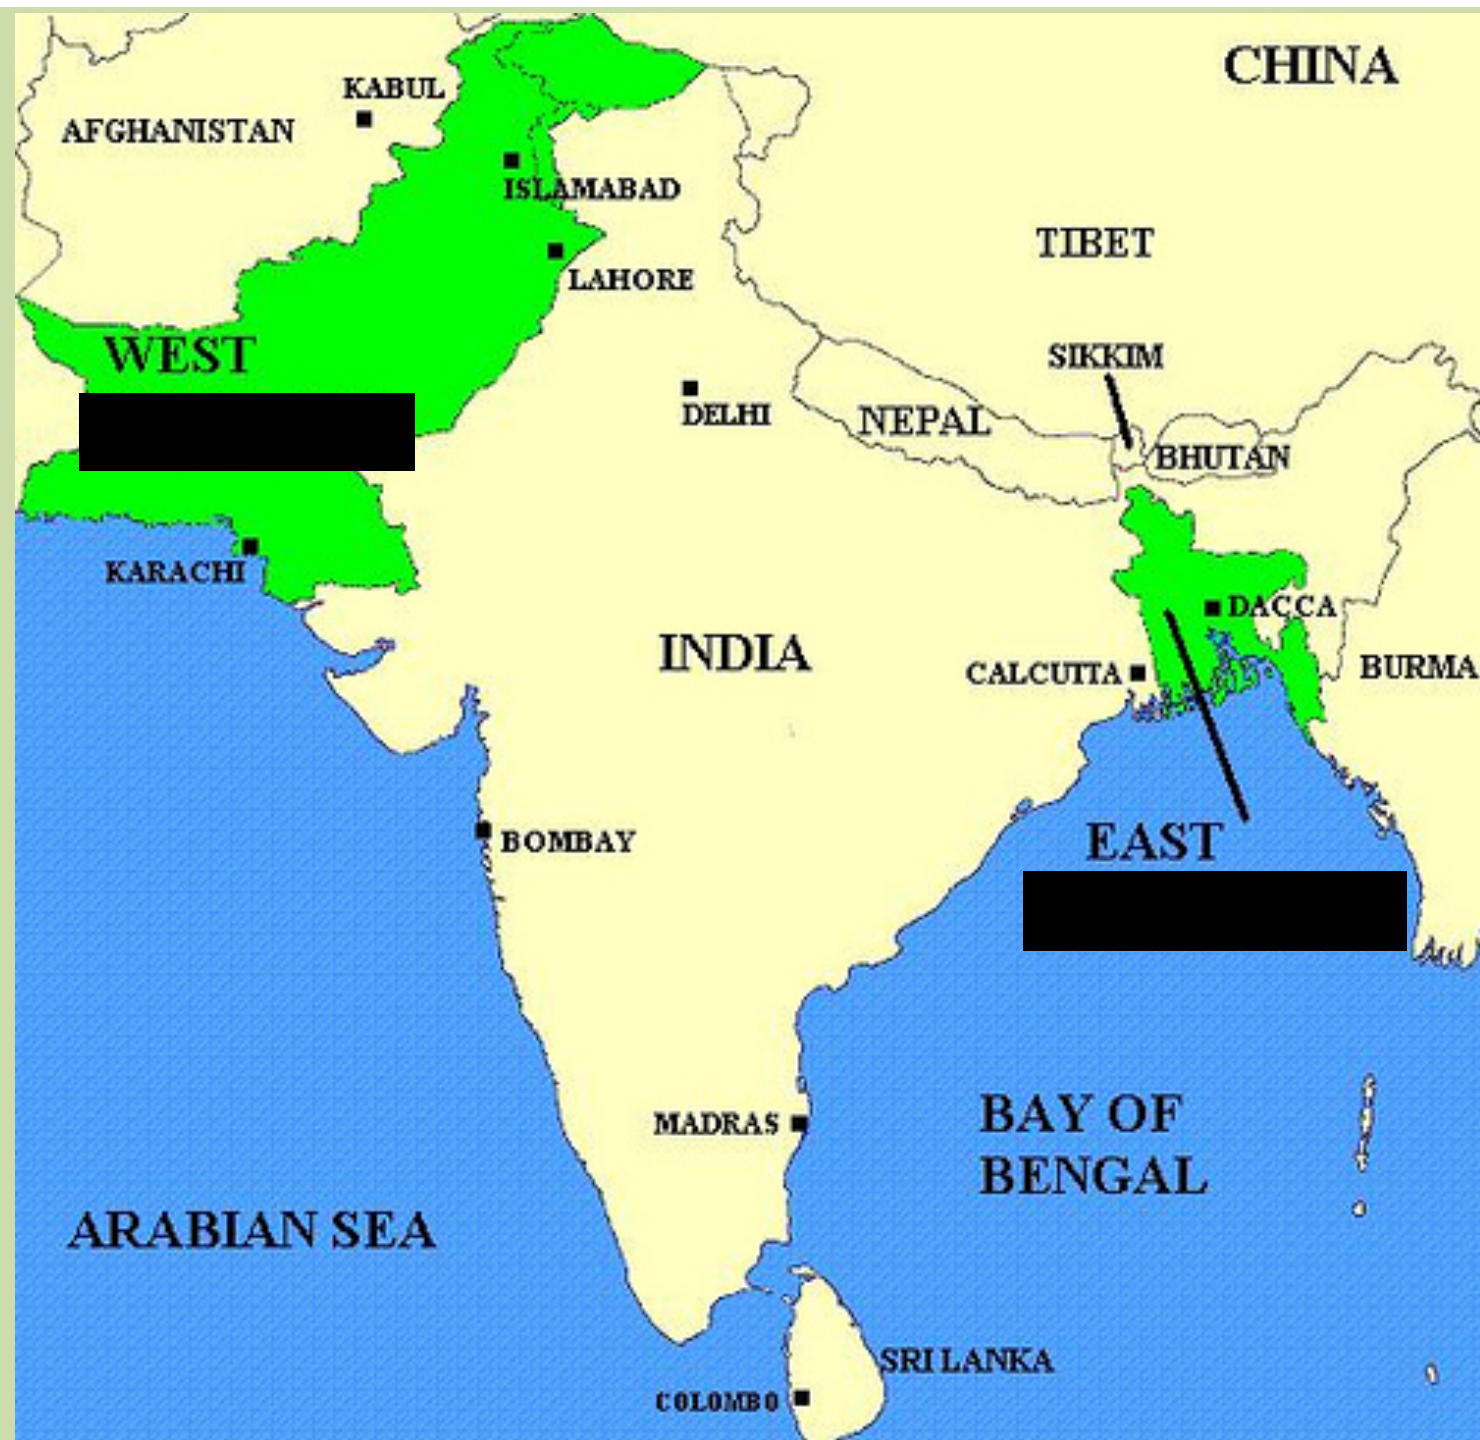 CHINA
KABUL
AFGHANISTAN
ISLAMABAD
TIBET
LAHORE
WEST
SIKKIM
DELHI
NEPAL
BHUTAN
KARACHI
DACCA
INDIA
CALCUTTA
BURMA
BOMBAY
EAST
MADRAS
BAY OF
BENGAL
ARABIAN SEA
SRI LANKA
COLOMBO